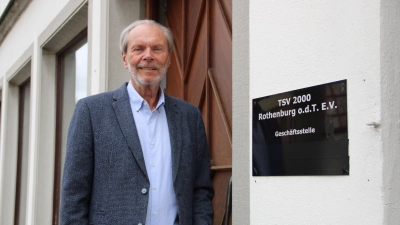 TSV 2000
Rothenburg o.d.T. E.V.
Geschäftsstelle